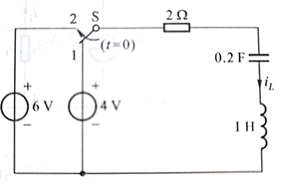 2 S
2 Ω
1 (t=0)
0.2 F
i_L
+ +
6 V 4 V
− −
1 H